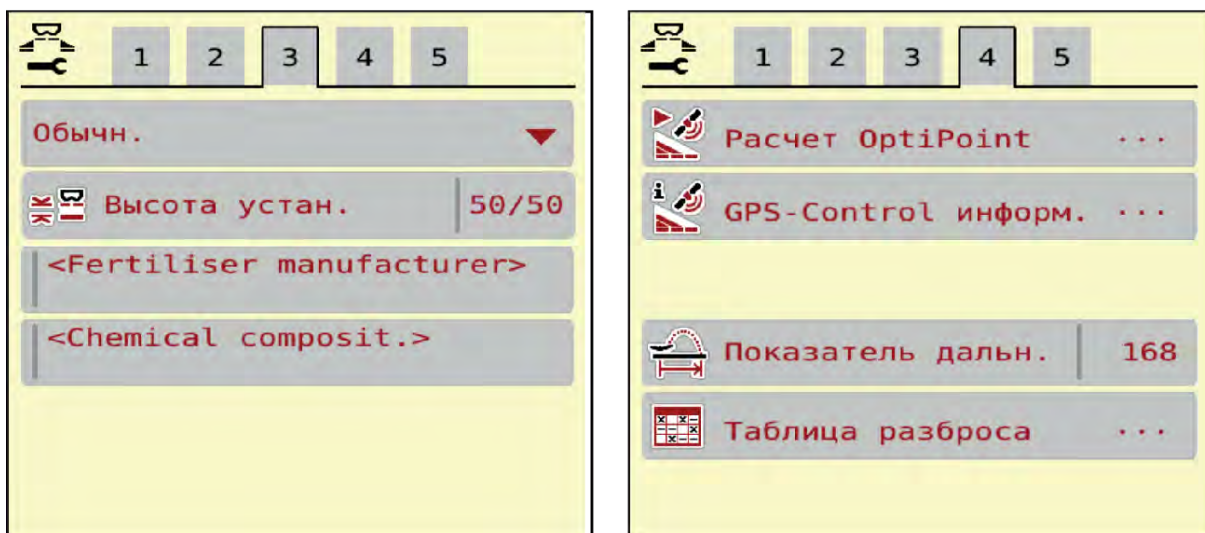 1 2 3 4 5
Обычн.
Высота устан. 50/50
<Fertiliser manufacturer>
<Chemical composit.>
1 2 3 4 5
Расчет OptiPoint ...
GPS-Control информ. ...
Показатель дальн. 168
Таблица разброса ...